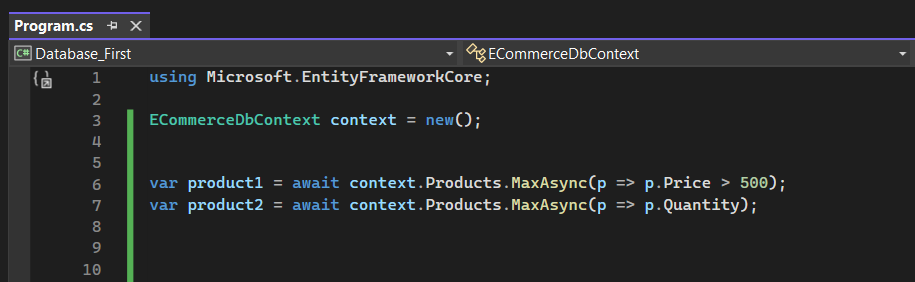 Program.cs
C# Database_First ECommerceDbContext
1 using Microsoft.EntityFrameworkCore;
2
3 ECommerceDbContext context = new();
4
5
6 var product1 = await context.Products.MaxAsync(p => p.Price > 500);
7 var product2 = await context.Products.MaxAsync(p => p.Quantity);
8
9
10